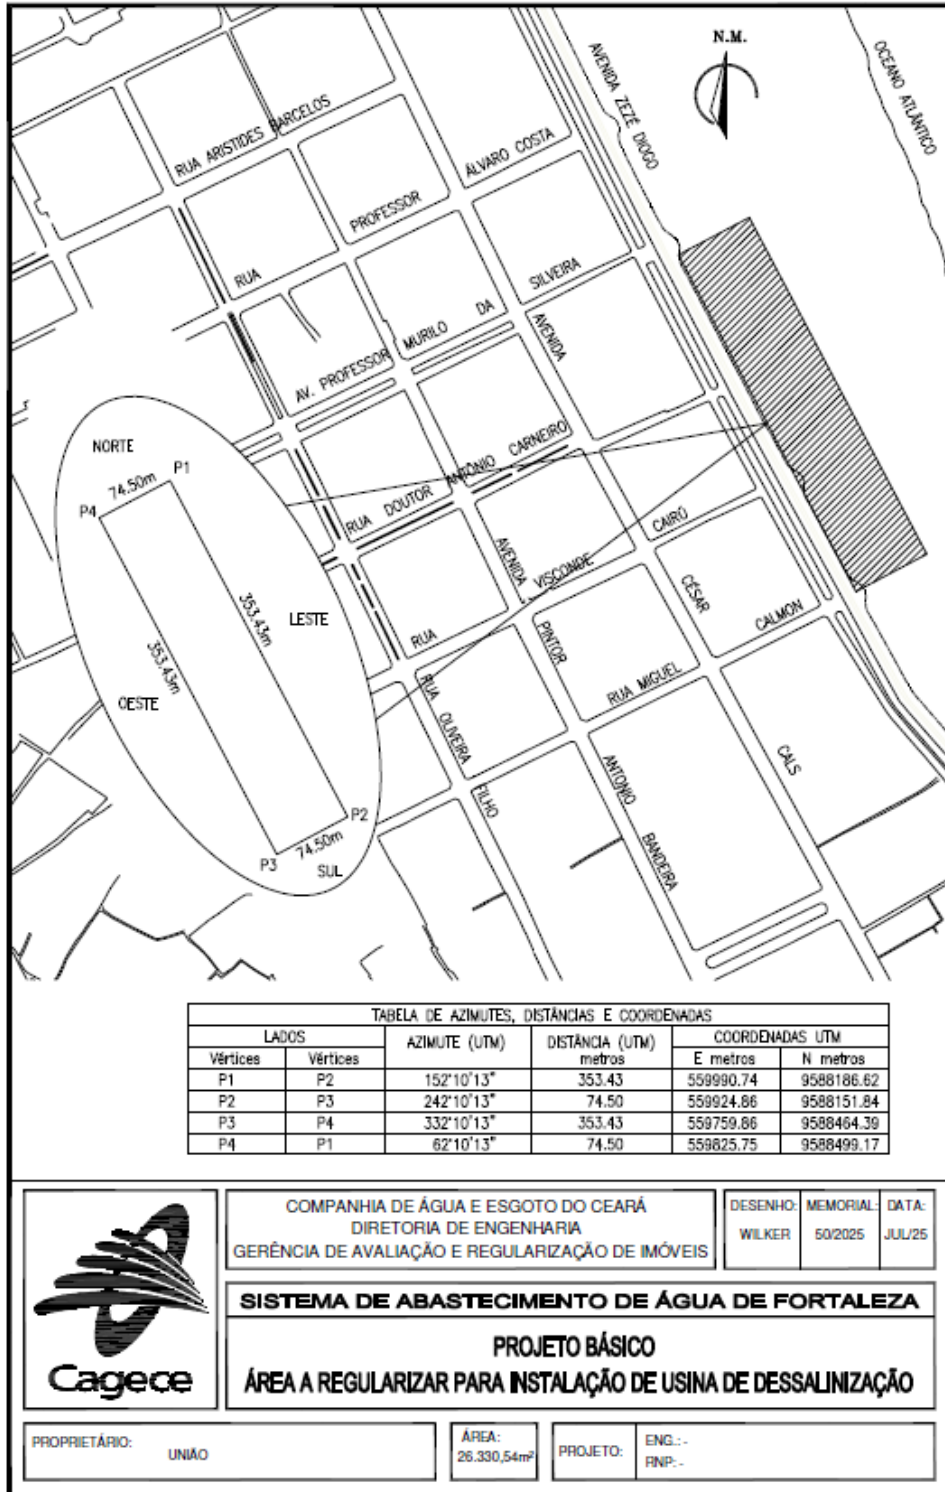 N.M.
AVENIDA ZEZÉ DIOGO
OCEANO ATLÂNTICO
RUA ARISTIDES BARCELOS
ÁLVARO COSTA
PROFESSOR
RUA
SILVEIRA
DA
MURILO
AV. PROFESSOR
AVENIDA
NORTE
74.50m
P1
P4
RUA DOUTOR ANTÔNIO CARNEIRO
CAIRÚ
VISCONDE
AVENIDA
RUA
353.43m
LESTE
353.43m
OESTE
CÉSAR
CALMON
PINTOR
RUA MIGUEL
RUA OLIVEIRA
FILHO
CALS
ANTONIO
BANDEIRA
P2
74.50m
P3
SUL
TABELA DE AZIMUTES, DISTÂNCIAS E COORDENADAS
LADOS AZIMUTE (UTM) DISTÂNCIA (UTM) metros COORDENADAS UTM
Vértices Vértices E metros N metros
P1 P2 152°10'13" 353.43 559990.74 9588186.62
P2 P3 242°10'13" 74.50 559924.86 9588151.84
P3 P4 332°10'13" 353.43 559759.86 9588464.39
P4 P1 62°10'13" 74.50 559825.75 9588499.17
Cagece
COMPANHIA DE ÁGUA E ESGOTO DO CEARÁ
DIRETORIA DE ENGENHARIA
GERÊNCIA DE AVALIAÇÃO E REGULARIZAÇÃO DE IMÓVEIS
DESENHO: MEMORIAL: DATA:
WILKER 50/2025 JUL/25
SISTEMA DE ABASTECIMENTO DE ÁGUA DE FORTALEZA
PROJETO BÁSICO
ÁREA A REGULARIZAR PARA INSTALAÇÃO DE USINA DE DESSALINIZAÇÃO
PROPRIETÁRIO:
UNIÃO
ÁREA:
26.330,54m²
PROJETO:
ENG.: -
RNP: -